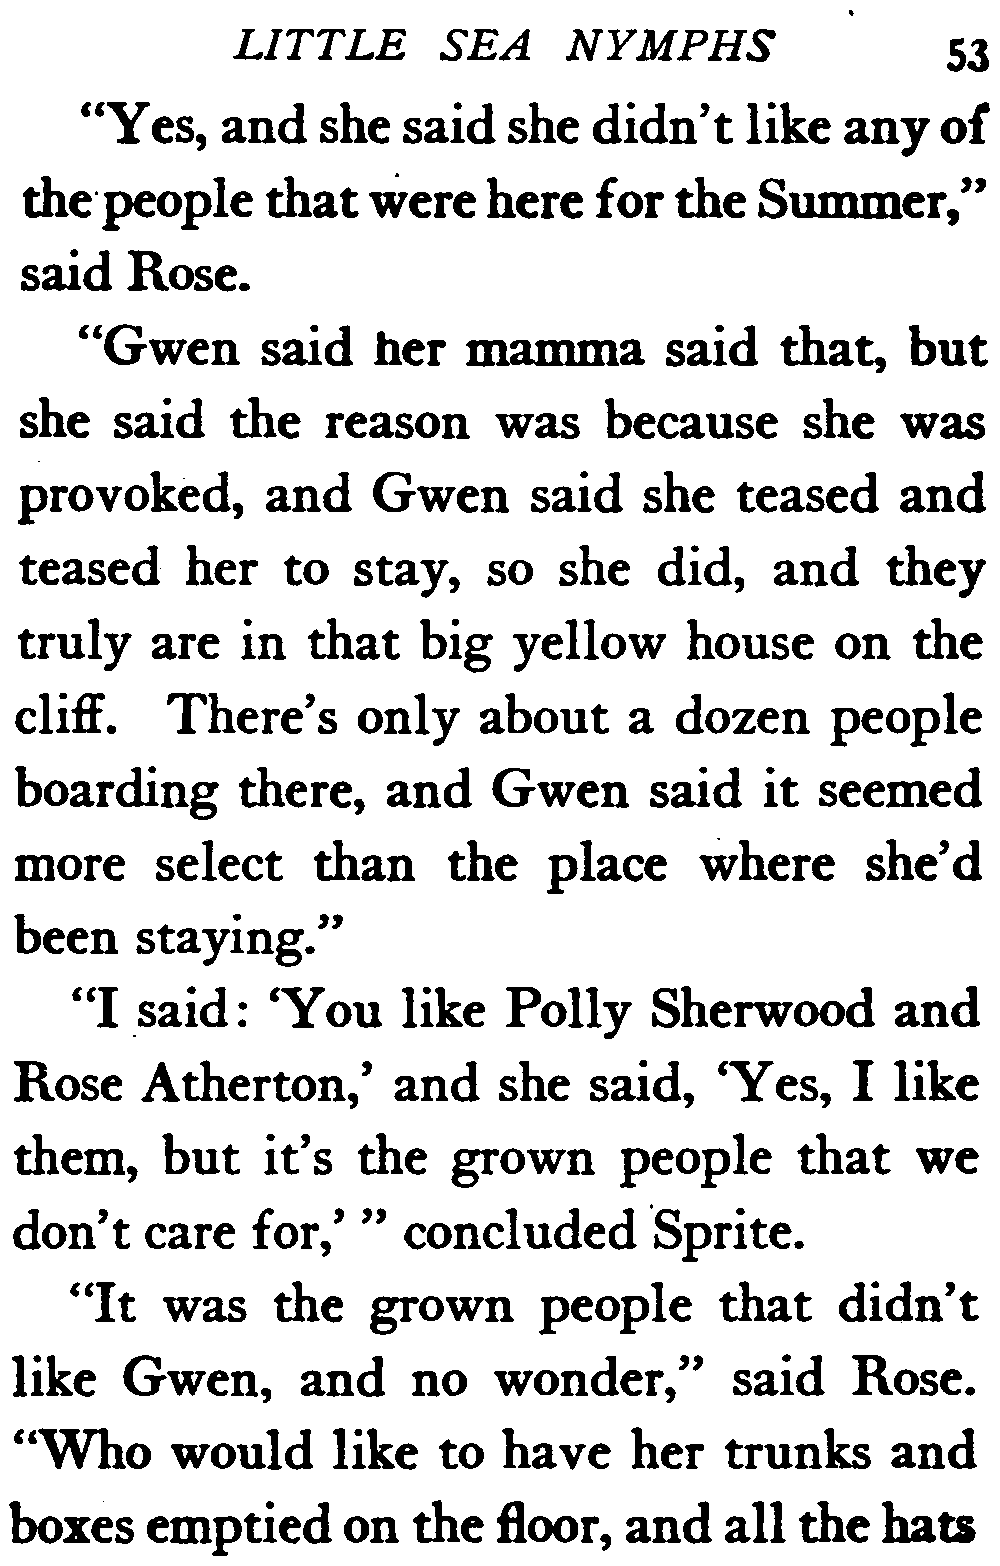 LITTLE SEA NYMPHS 53
“Yes, and she said she didn’t like any of
the people that were here for the Summer,”
said Rose.
“Gwen said her mamma said that, but
she said the reason was because she was
provoked, and Gwen said she teased and
teased her to stay, so she did, and they
truly are in that big yellow house on the
cliff. There’s only about a dozen people
boarding there, and Gwen said it seemed
more select than the place where she’d
been staying.”
“I said: ‘You like Polly Sherwood and
Rose Atherton,’ and she said, ‘Yes, I like
them, but it’s the grown people that we
don’t care for,’ ” concluded Sprite.
“It was the grown people that didn’t
like Gwen, and no wonder,” said Rose.
“Who would like to have her trunks and
boxes emptied on the floor, and all the hats